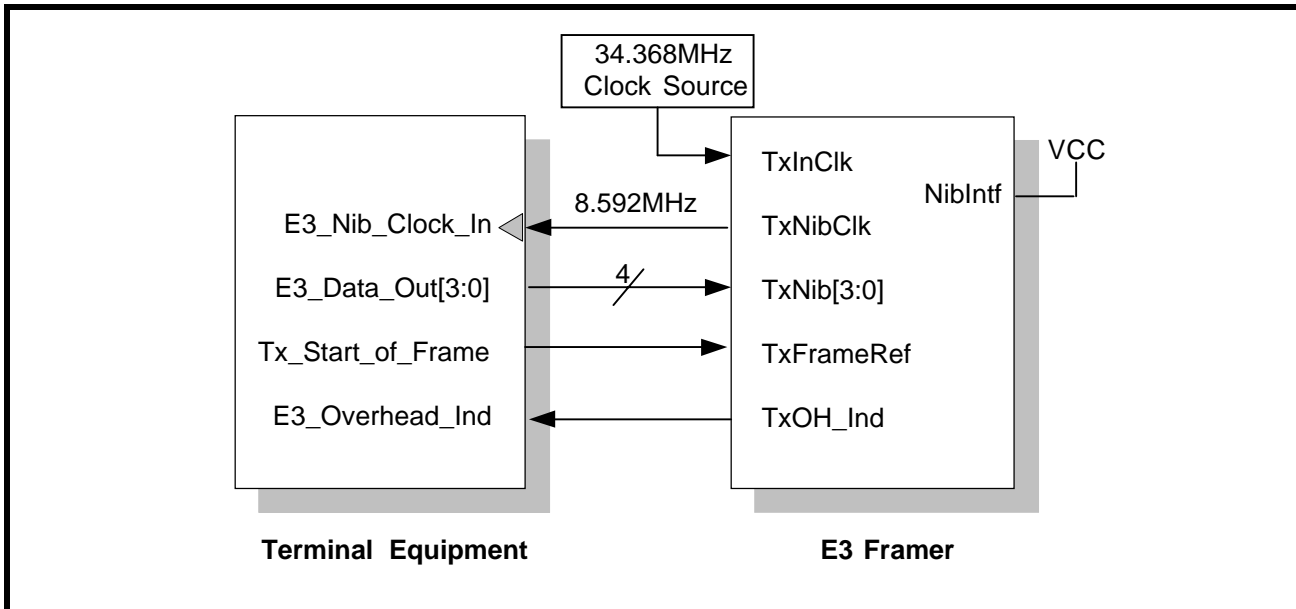 34.368MHz
Clock Source
TxInClk
VCC
NibIntf
8.592MHz
E3_Nib_Clock_In
TxNibClk
E3_Data_Out[3:0]
4
TxNib[3:0]
Tx_Start_of_Frame
TxFrameRef
E3_Overhead_Ind
TxOH_Ind
Terminal Equipment
E3 Framer